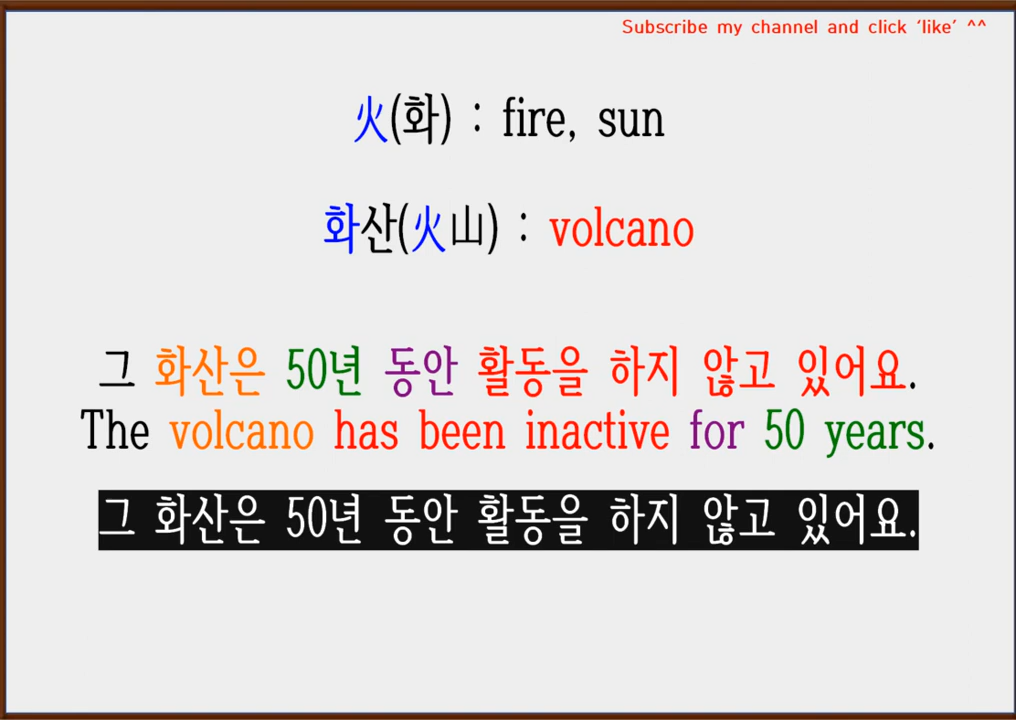 Subscribe my channel and click 'like' ^^
火(화) : fire, sun
화산(火山) : volcano
그 화산은 50년 동안 활동을 하지 않고 있어요.
The volcano has been inactive for 50 years.
그 화산은 50년 동안 활동을 하지 않고 있어요.